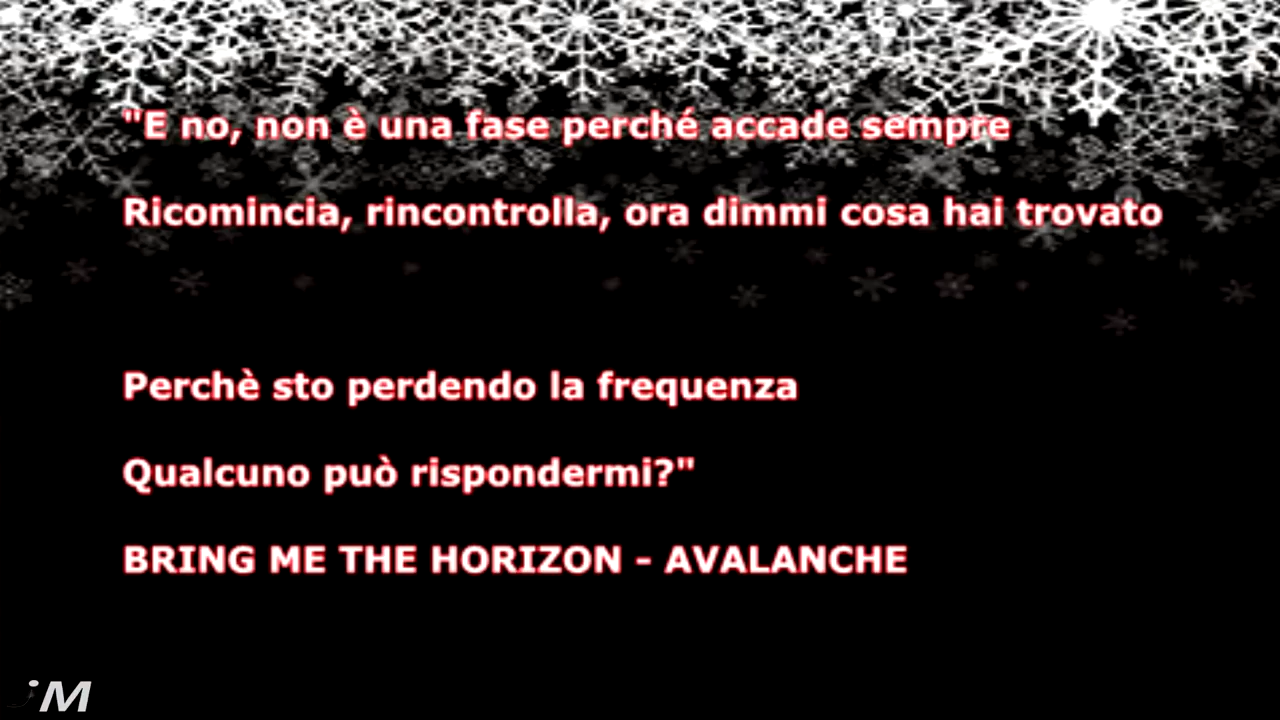 "E no, non è una fase perché accade sempre
Ricomincia, rincontrolla, ora dimmi cosa hai trovato
Perchè sto perdendo la frequenza
Qualcuno può rispondermi?"
BRING ME THE HORIZON - AVALANCHE
iM